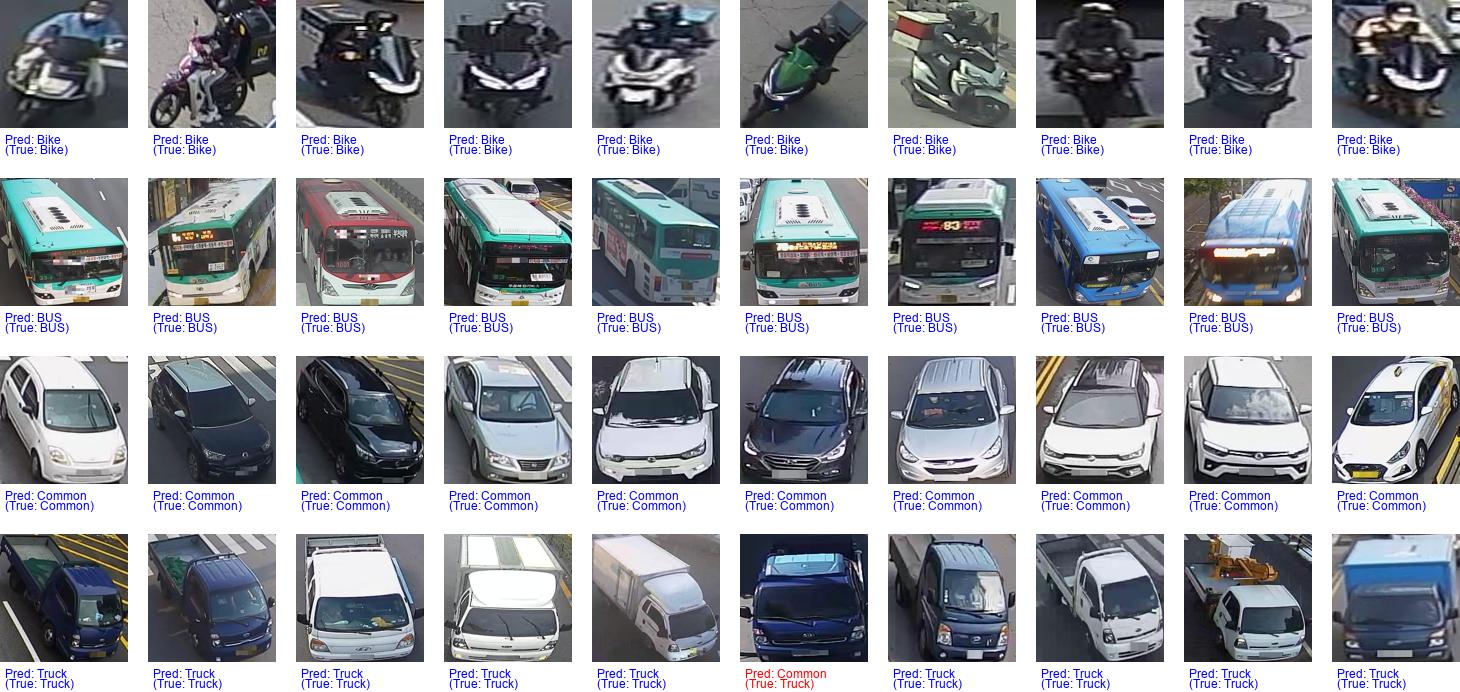 Pred: Bike
(True: Bike)
Pred: Bike
(True: Bike)
Pred: Bike
(True: Bike)
Pred: Bike
(True: Bike)
Pred: Bike
(True: Bike)
Pred: Bike
(True: Bike)
Pred: Bike
(True: Bike)
Pred: Bike
(True: Bike)
Pred: Bike
(True: Bike)
Pred: Bike
(True: Bike)
83
Pred: BUS
(True: BUS)
Pred: BUS
(True: BUS)
Pred: BUS
(True: BUS)
Pred: BUS
(True: BUS)
Pred: BUS
(True: BUS)
Pred: BUS
(True: BUS)
Pred: BUS
(True: BUS)
Pred: BUS
(True: BUS)
Pred: BUS
(True: BUS)
Pred: BUS
(True: BUS)
Pred: Common
(True: Common)
Pred: Common
(True: Common)
Pred: Common
(True: Common)
Pred: Common
(True: Common)
Pred: Common
(True: Common)
Pred: Common
(True: Common)
Pred: Common
(True: Common)
Pred: Common
(True: Common)
Pred: Common
(True: Common)
Pred: Common
(True: Common)
Pred: Truck
(True: Truck)
Pred: Truck
(True: Truck)
Pred: Truck
(True: Truck)
Pred: Truck
(True: Truck)
Pred: Truck
(True: Truck)
Pred: Common
(True: Truck)
Pred: Truck
(True: Truck)
Pred: Truck
(True: Truck)
Pred: Truck
(True: Truck)
Pred: Truck
(True: Truck)